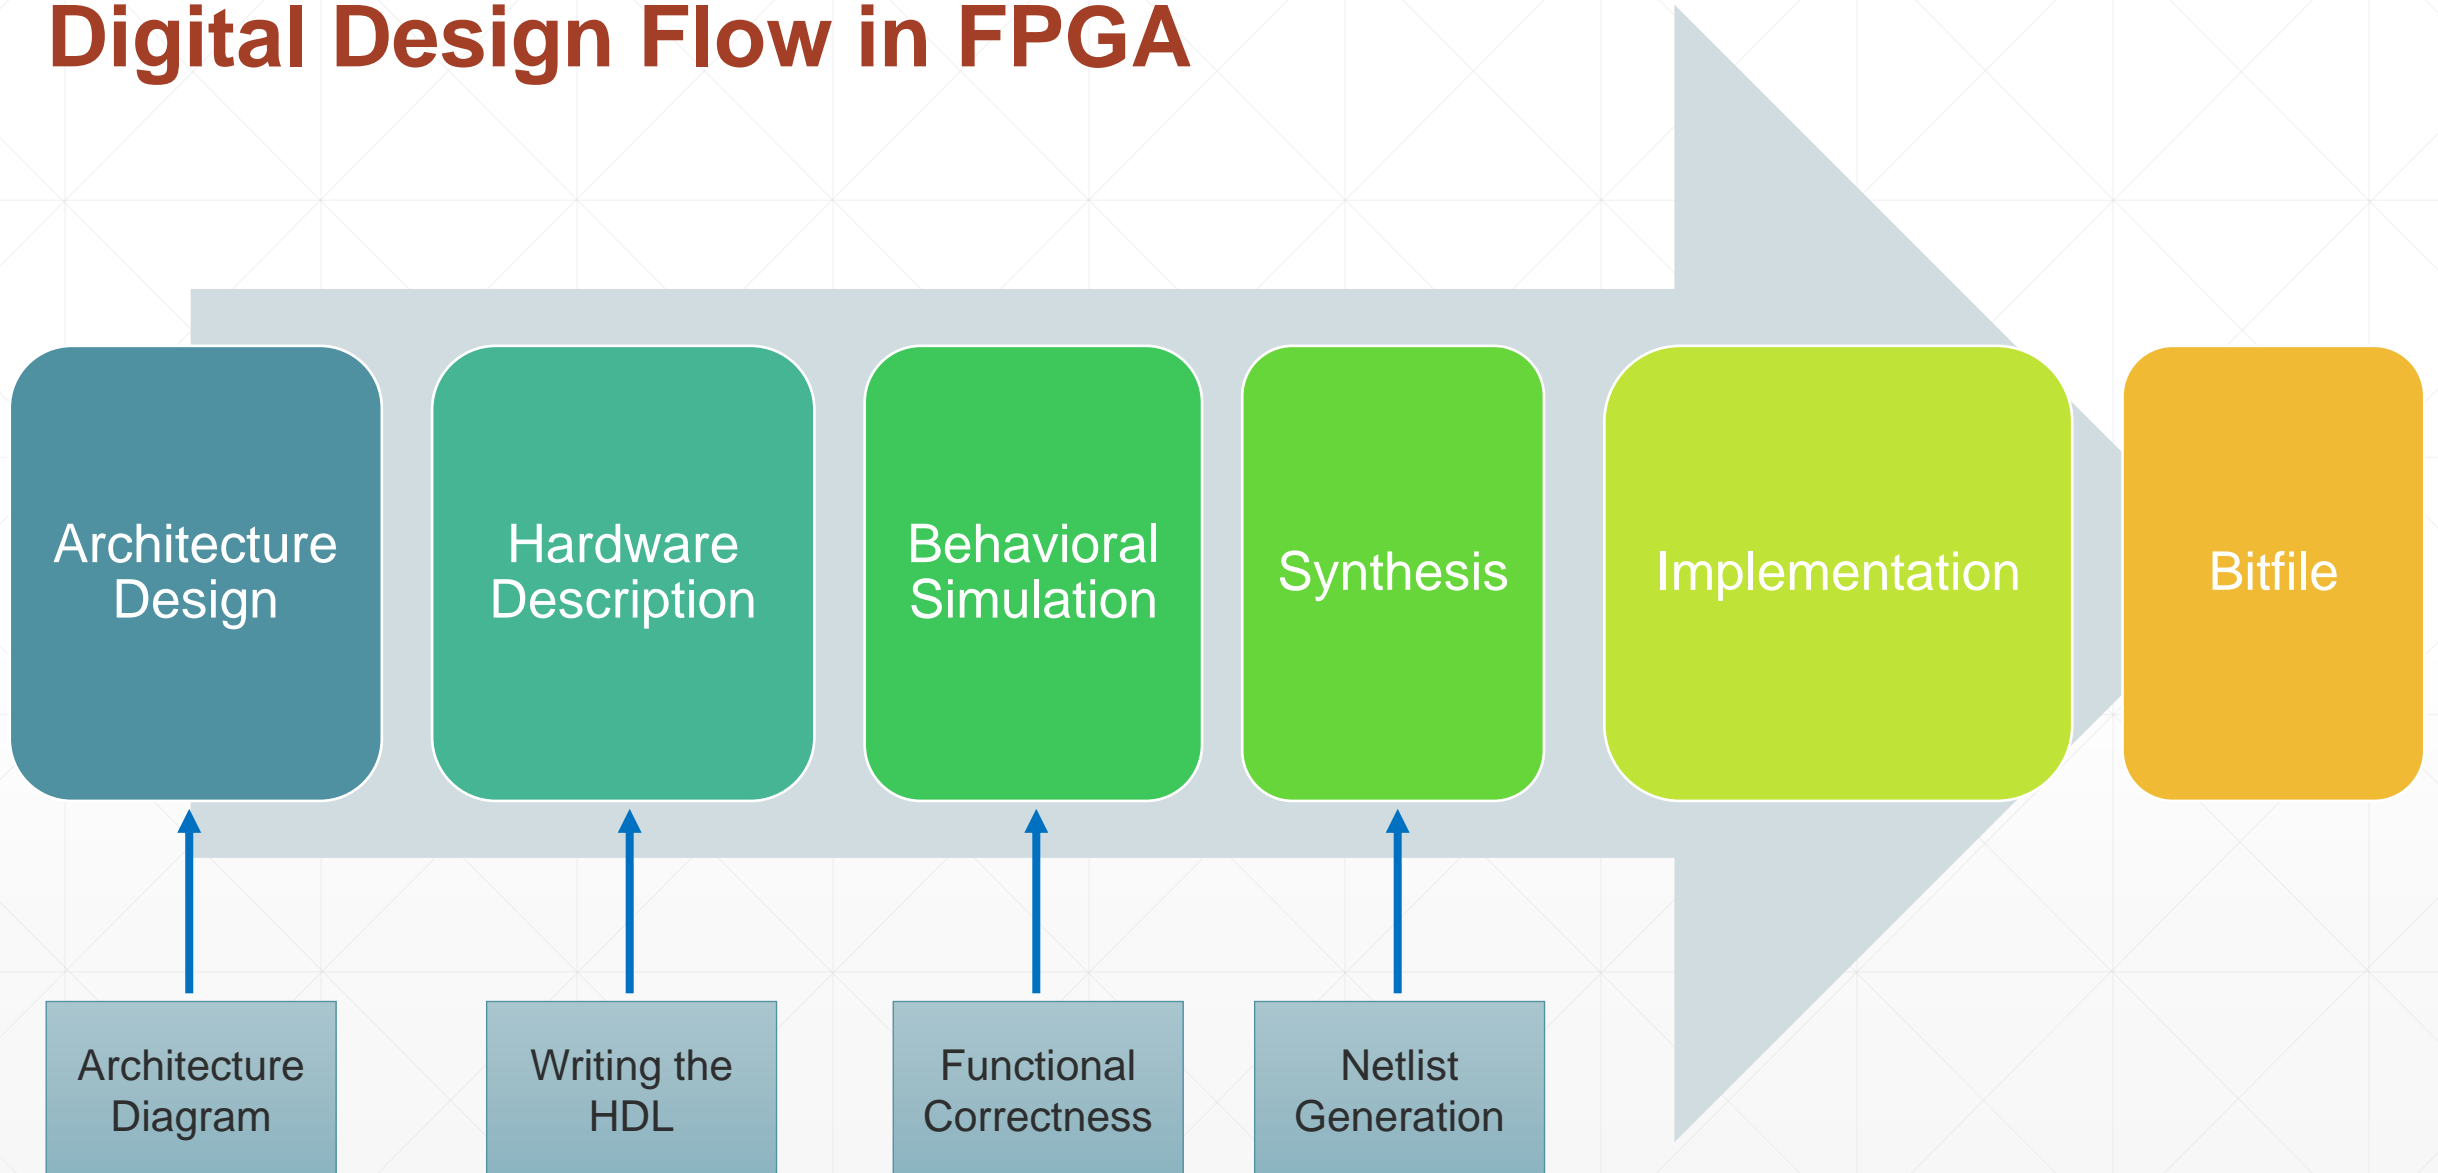 Digital Design Flow in FPGA
Architecture
Design
Hardware
Description
Behavioral
Simulation
Synthesis
Implementation
Bitfile
Architecture
Diagram
Writing the
HDL
Functional
Correctness
Netlist
Generation